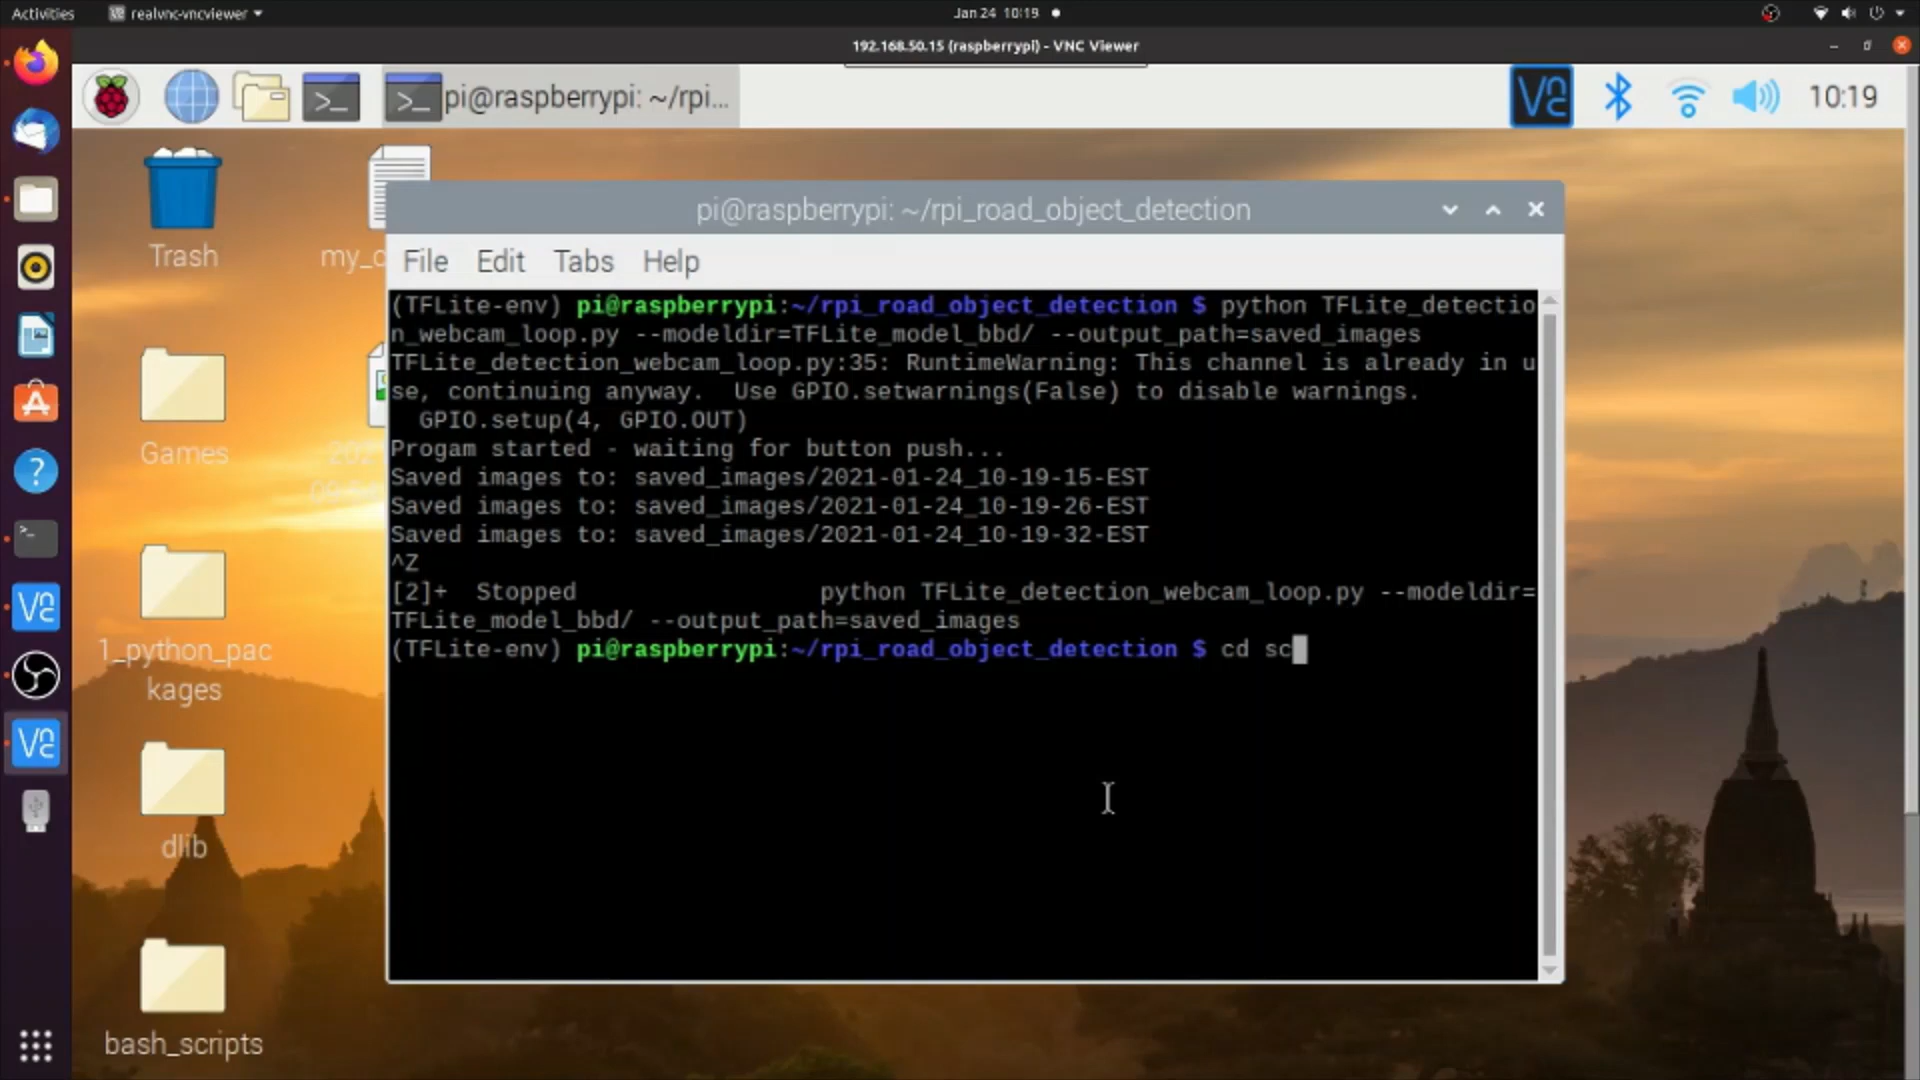 Activities realvnc-vncviewer Jan 24 10:19
192.168.50.15 (raspberrypi) - VNC Viewer
pi@raspberrypi: ~/rpi... 10:19
pi@raspberrypi: ~/rpi_road_object_detection
File Edit Tabs Help
(TFLite-env) pi@raspberrypi:~/rpi_road_object_detection $ python TFLite_detectio
n_webcam_loop.py --modeldir=TFLite_model_bbd/ --output_path=saved_images
TFLite_detection_webcam_loop.py:35: RuntimeWarning: This channel is already in u
se, continuing anyway.  Use GPIO.setwarnings(False) to disable warnings.
GPIO.setup(4, GPIO.OUT)
Progam started - waiting for button push...
Saved images to: saved_images/2021-01-24_10-19-15-EST
Saved images to: saved_images/2021-01-24_10-19-26-EST
Saved images to: saved_images/2021-01-24_10-19-32-EST
^Z
[2]+  Stopped                 python TFLite_detection_webcam_loop.py --modeldir=
TFLite_model_bbd/ --output_path=saved_images
(TFLite-env) pi@raspberrypi:~/rpi_road_object_detection $ cd sc
Trash
my_c
Games
1_python_pac
kages
dlib
bash_scripts